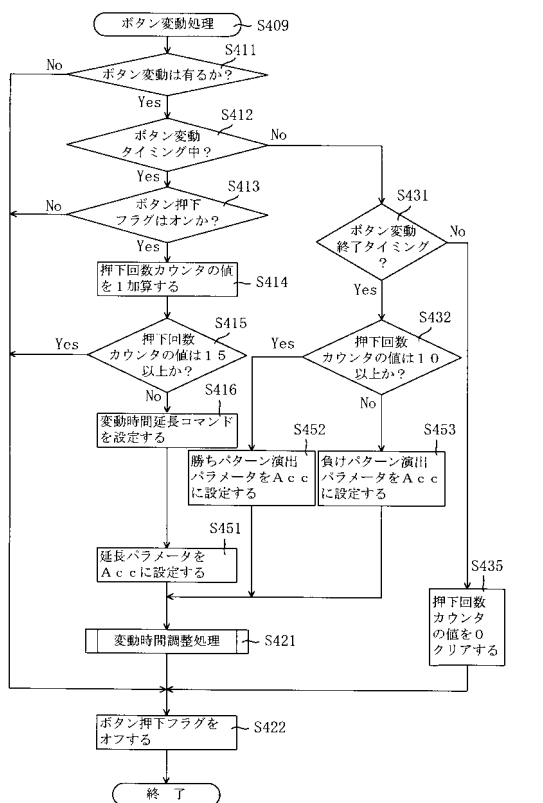 ボタン変動処理
S409
S411
No
ボタン変動は有るか？
Yes
S412
ボタン変動
タイミング中？
No
Yes
S413
No
ボタン押下
フラグはオンか？
Yes
S431
ボタン変動
終了タイミング
？
No
Yes
押下回数カウンタの値
を１加算する
S414
S415
Yes
押下回数
カウンタの値は１５
以上か？
No
S432
Yes
押下回数
カウンタの値は１０
以上か？
No
S416
変動時間延長コマンド
を設定する
S452
勝ちパターン演出
パラメータをＡｃｃ
に設定する
S453
負けパターン演出
パラメータをＡｃｃ
に設定する
S451
延長パラメータを
Ａｃｃに設定する
S435
押下回数
カウンタ
の値を０
クリアする
変動時間調整処理
S421
ボタン押下フラグを
オフする
S422
終 了